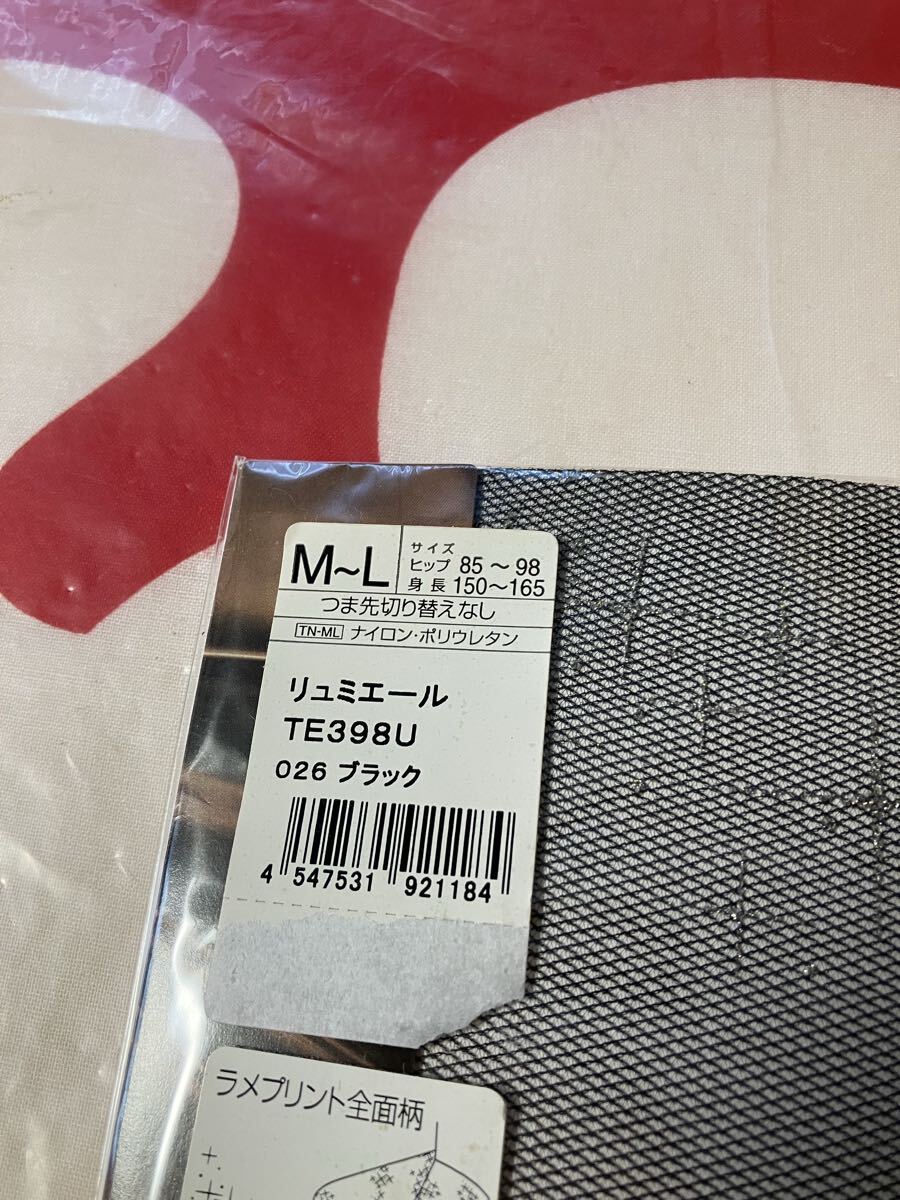 M~L
サイズ
ヒップ 85～98
身長 150～165
つま先切り替えなし
TN-ML ナイロン・ポリウレタン
リュミエール
TE398U
026 ブラック
4 547531 921184
ラメプリント全面柄